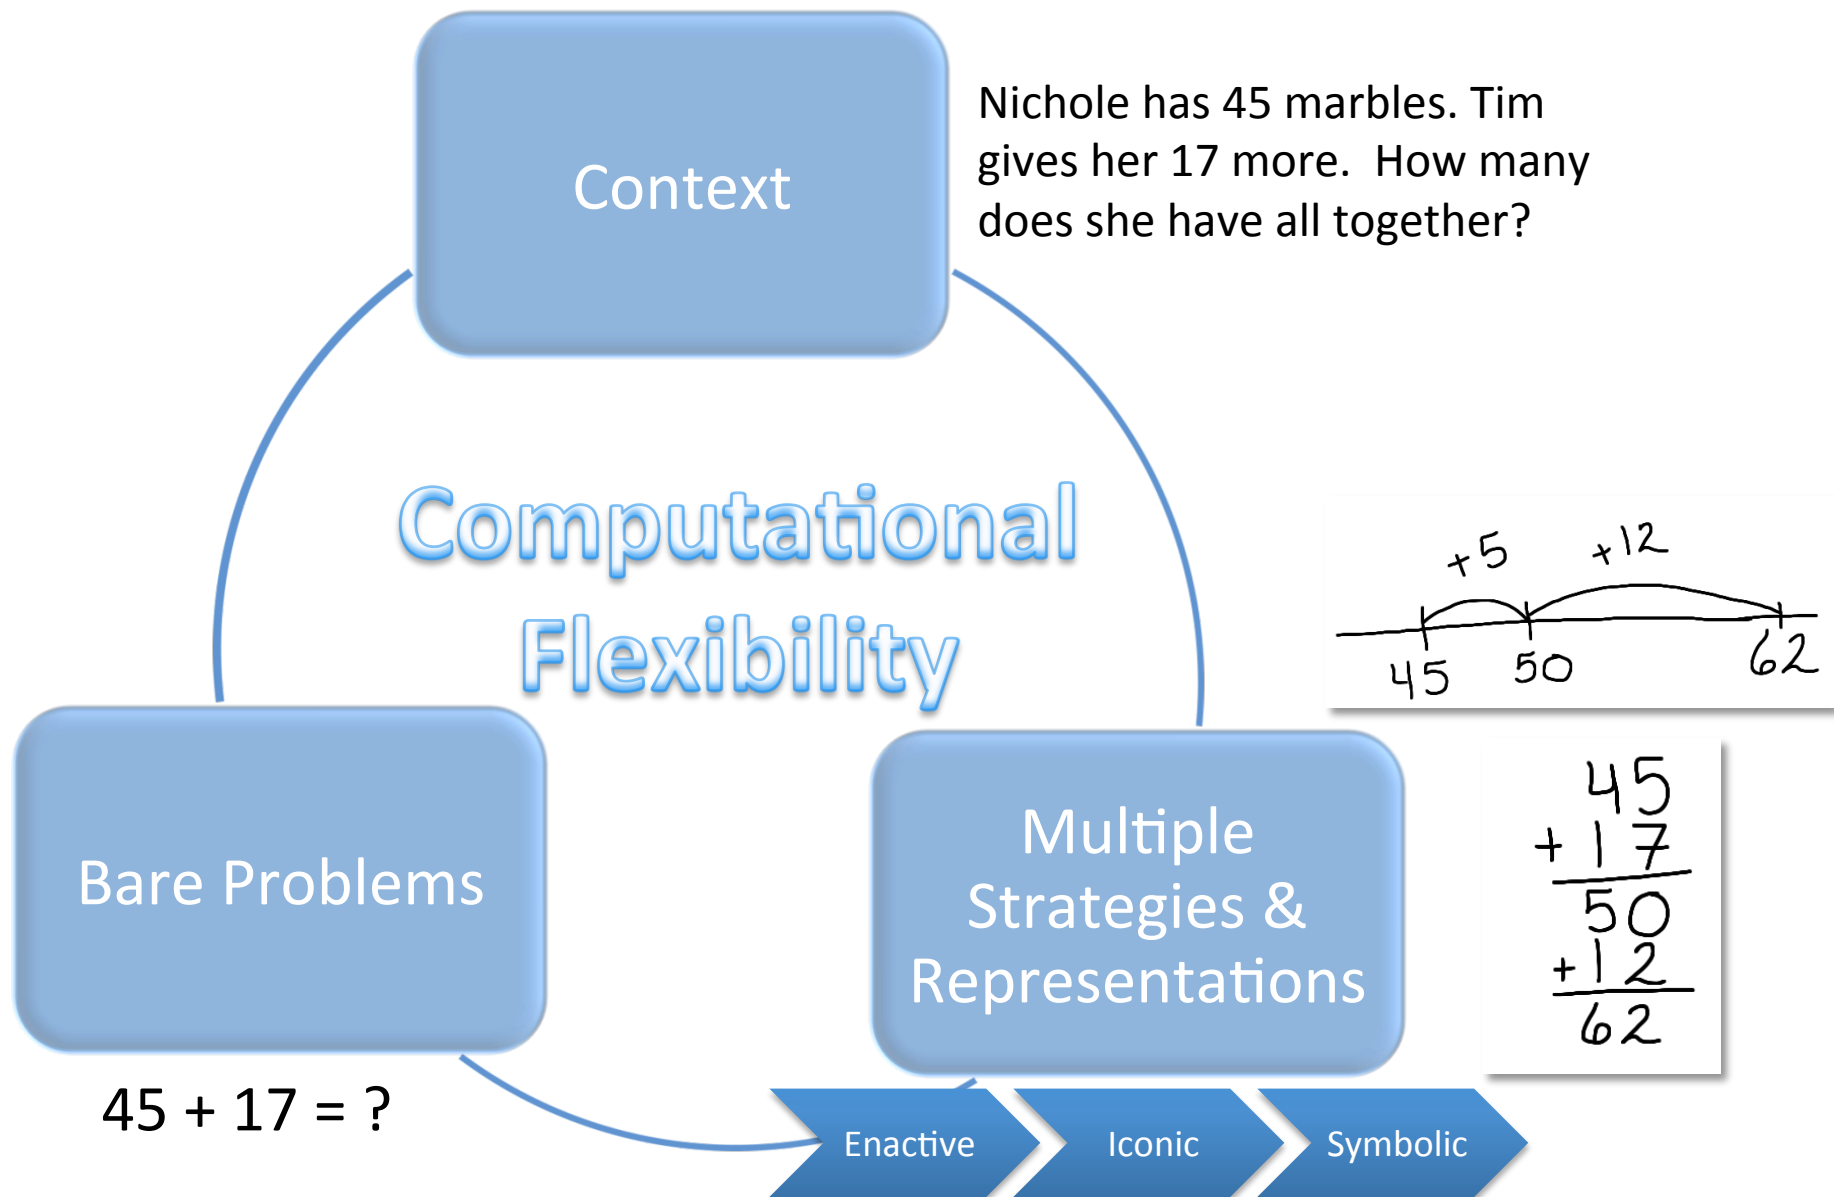 Context
Nichole has 45 marbles. Tim
gives her 17 more.  How many
does she have all together?
Computational
Flexibility
+5
+12
45
50
62
Bare Problems
45 + 17 = ?
Multiple
Strategies &
Representations
45
+ 17
50
+12
62
Enactive
Iconic
Symbolic